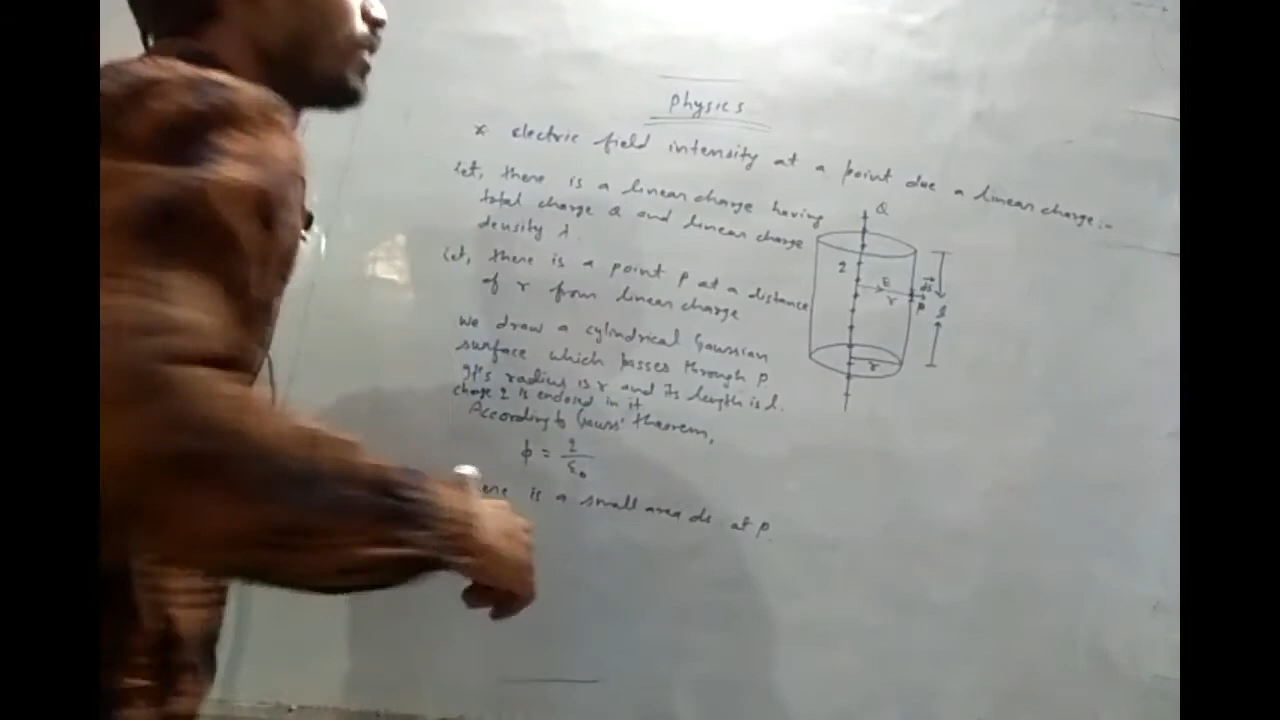 Physics
x electric field intensity at a point due a linear charge:-
Let, there is a linear charge having
total charge Q and linear charge
density λ.
Let, there is a point P at a distance
of r from linear charge
we draw a cylindrical Gaussian
surface which passes through P
It's radius is r and its length is l.
charge q is enclosed in it
According to Gauss' theorem,
ϕ = q/ε₀
there is a small area ds at P.
Q
q
E
r
ds
P
l
r